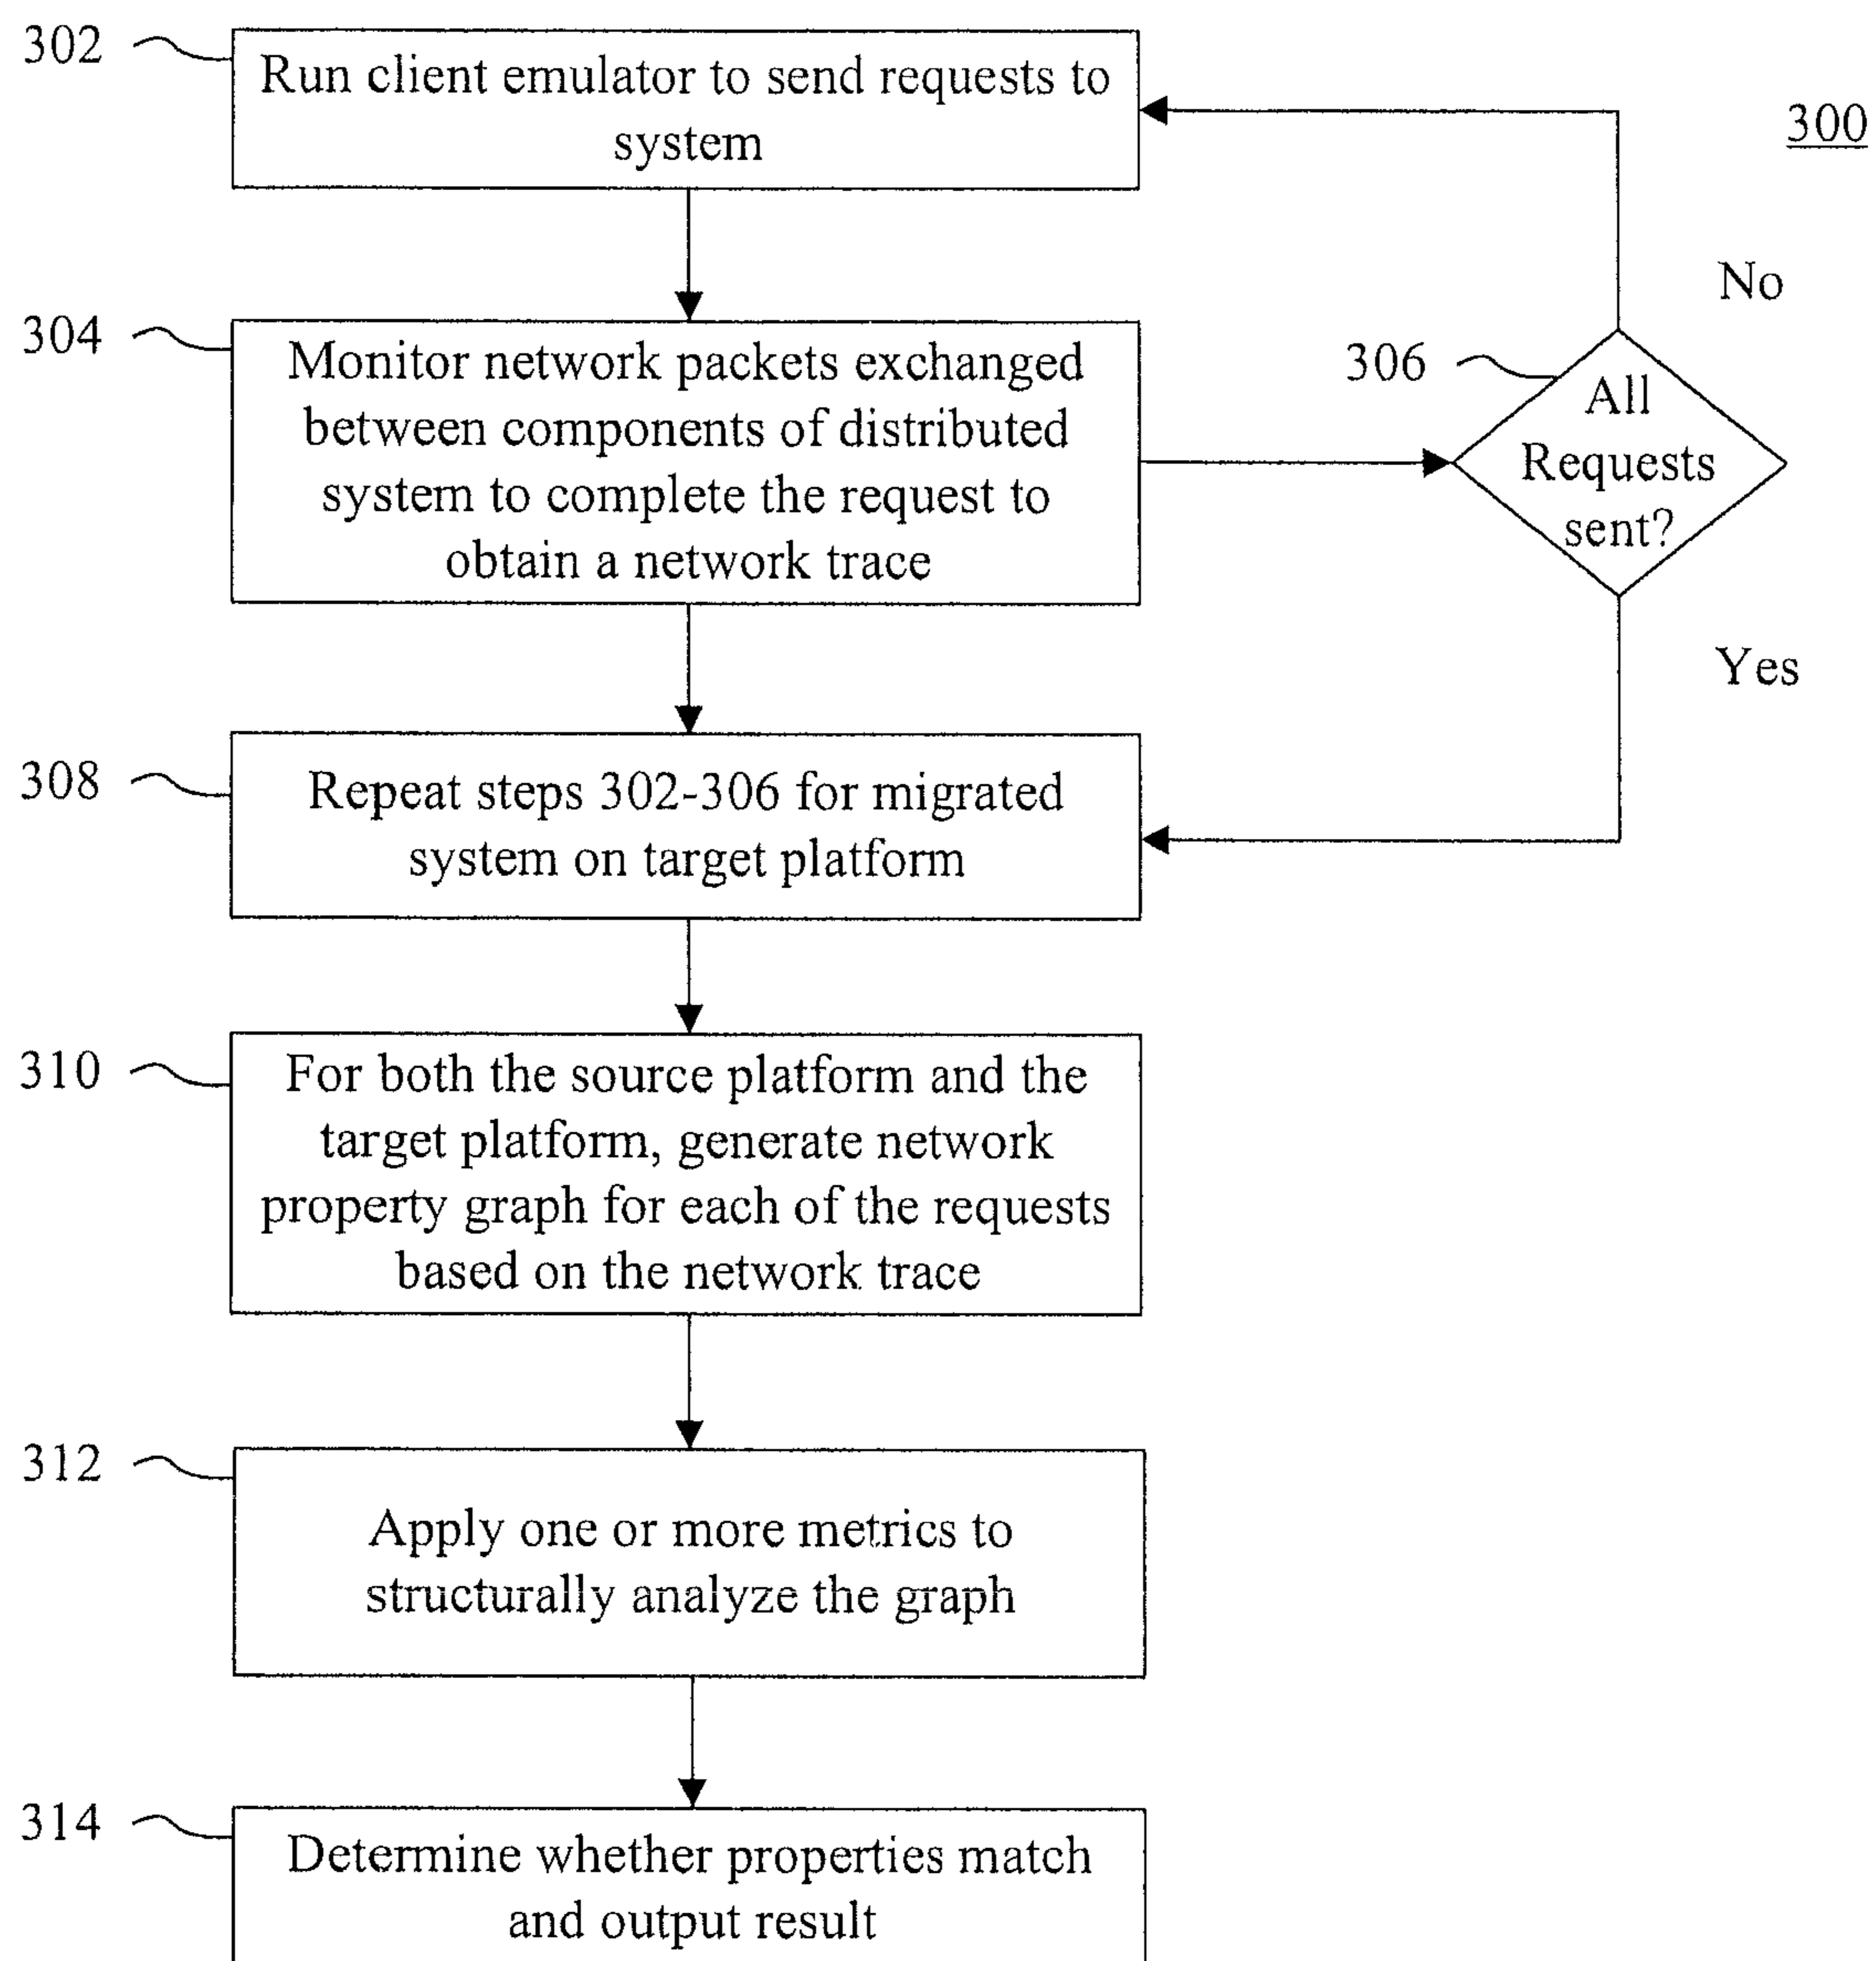 302
Run client emulator to send requests to
system
300
No
304
Monitor network packets exchanged
between components of distributed
system to complete the request to
obtain a network trace
306
All
Requests
sent?
Yes
308
Repeat steps 302-306 for migrated
system on target platform
310
For both the source platform and the
target platform, generate network
property graph for each of the requests
based on the network trace
312
Apply one or more metrics to
structurally analyze the graph
314
Determine whether properties match
and output result